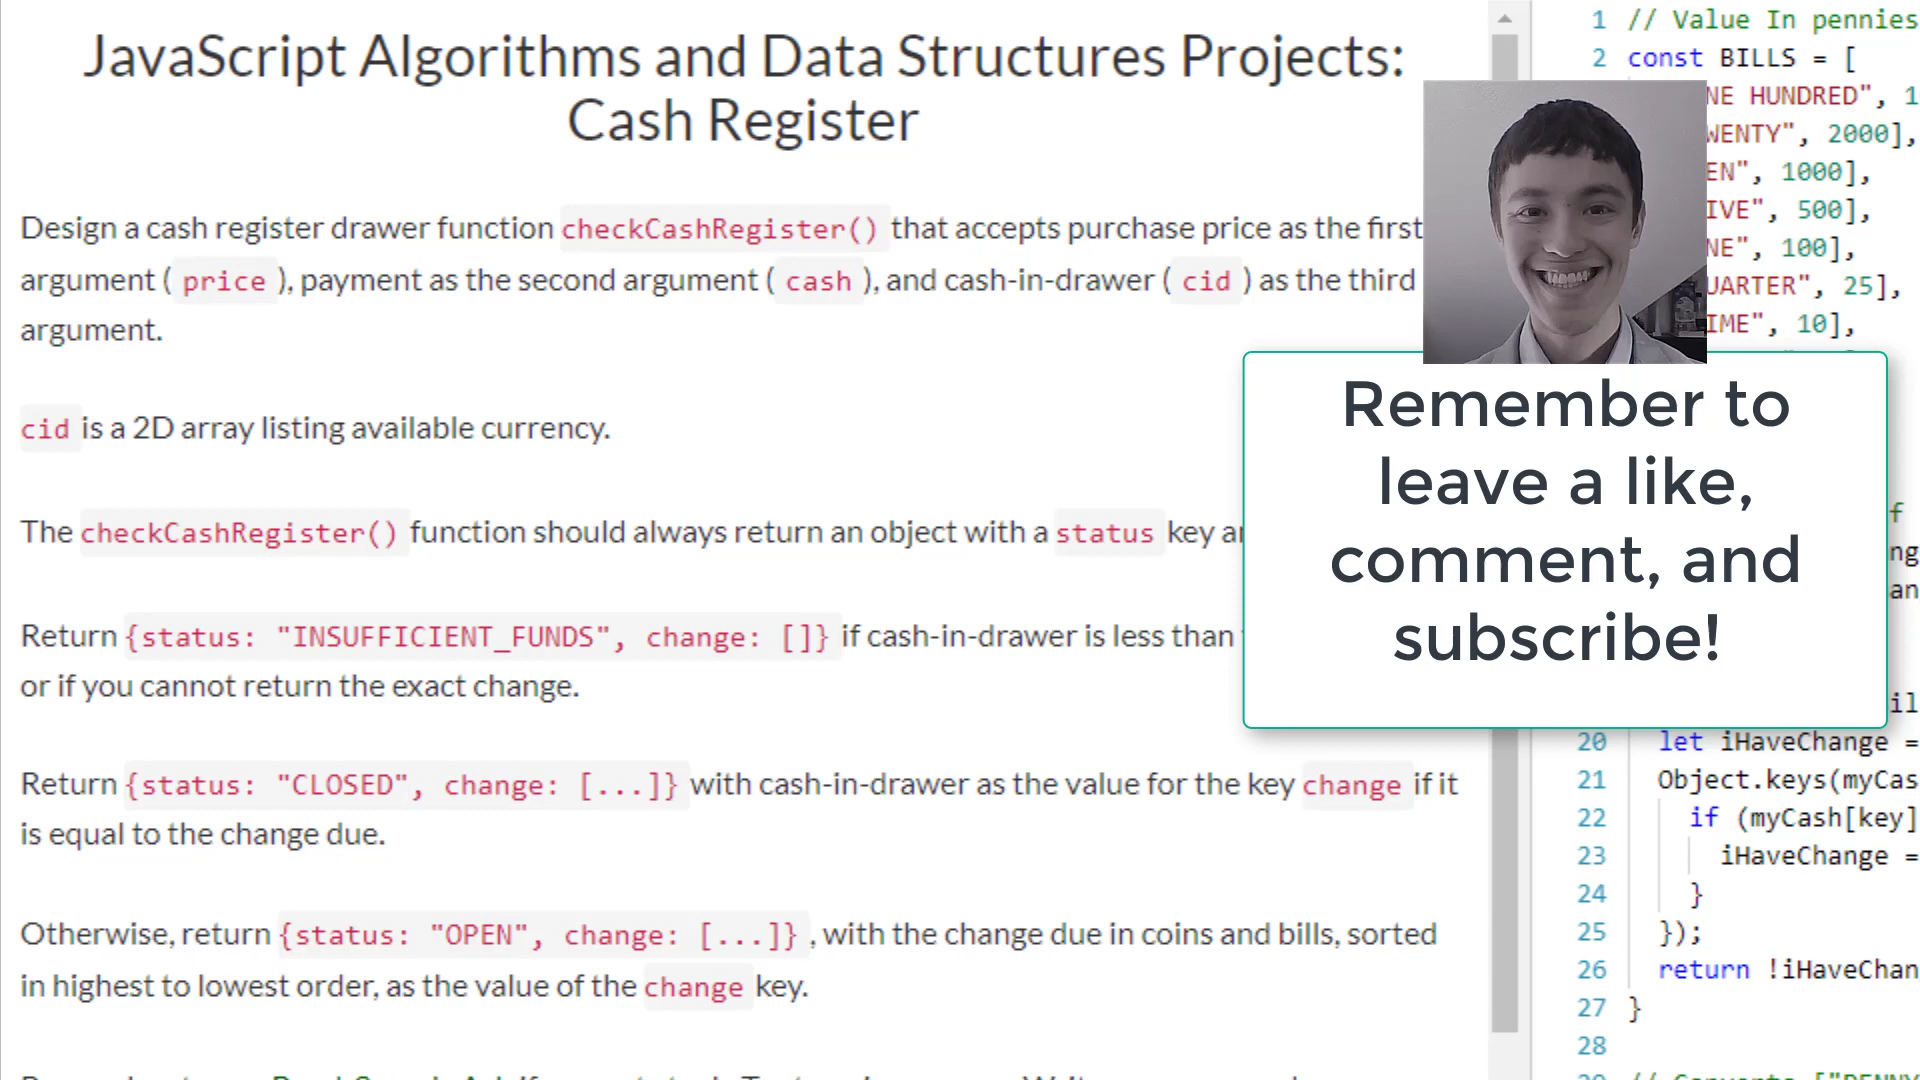 JavaScript Algorithms and Data Structures Projects:
Cash Register
Design a cash register drawer function checkCashRegister() that accepts purchase price as the first
argument ( price ), payment as the second argument ( cash ), and cash-in-drawer ( cid ) as the third
argument.
cid is a 2D array listing available currency.
The checkCashRegister() function should always return an object with a status key
Return {status: "INSUFFICIENT_FUNDS", change: []} if cash-in-drawer is less than
or if you cannot return the exact change.
Return {status: "CLOSED", change: [...]} with cash-in-drawer as the value for the key change if it
is equal to the change due.
Otherwise, return {status: "OPEN", change: [...]} , with the change due in coins and bills, sorted
in highest to lowest order, as the value of the change key.
Remember to
leave a like,
comment, and
subscribe!
1 // Value In pennies
2 const BILLS = [
NE HUNDRED", 1
WENTY", 2000],
EN", 1000],
IVE", 500],
NE", 100],
UARTER", 25],
IME", 10],
20 let iHaveChange =
21 Object.keys(myCas
22 if (myCash[key]
23 iHaveChange =
24 }
25 });
26 return !iHaveChan
27 }
28